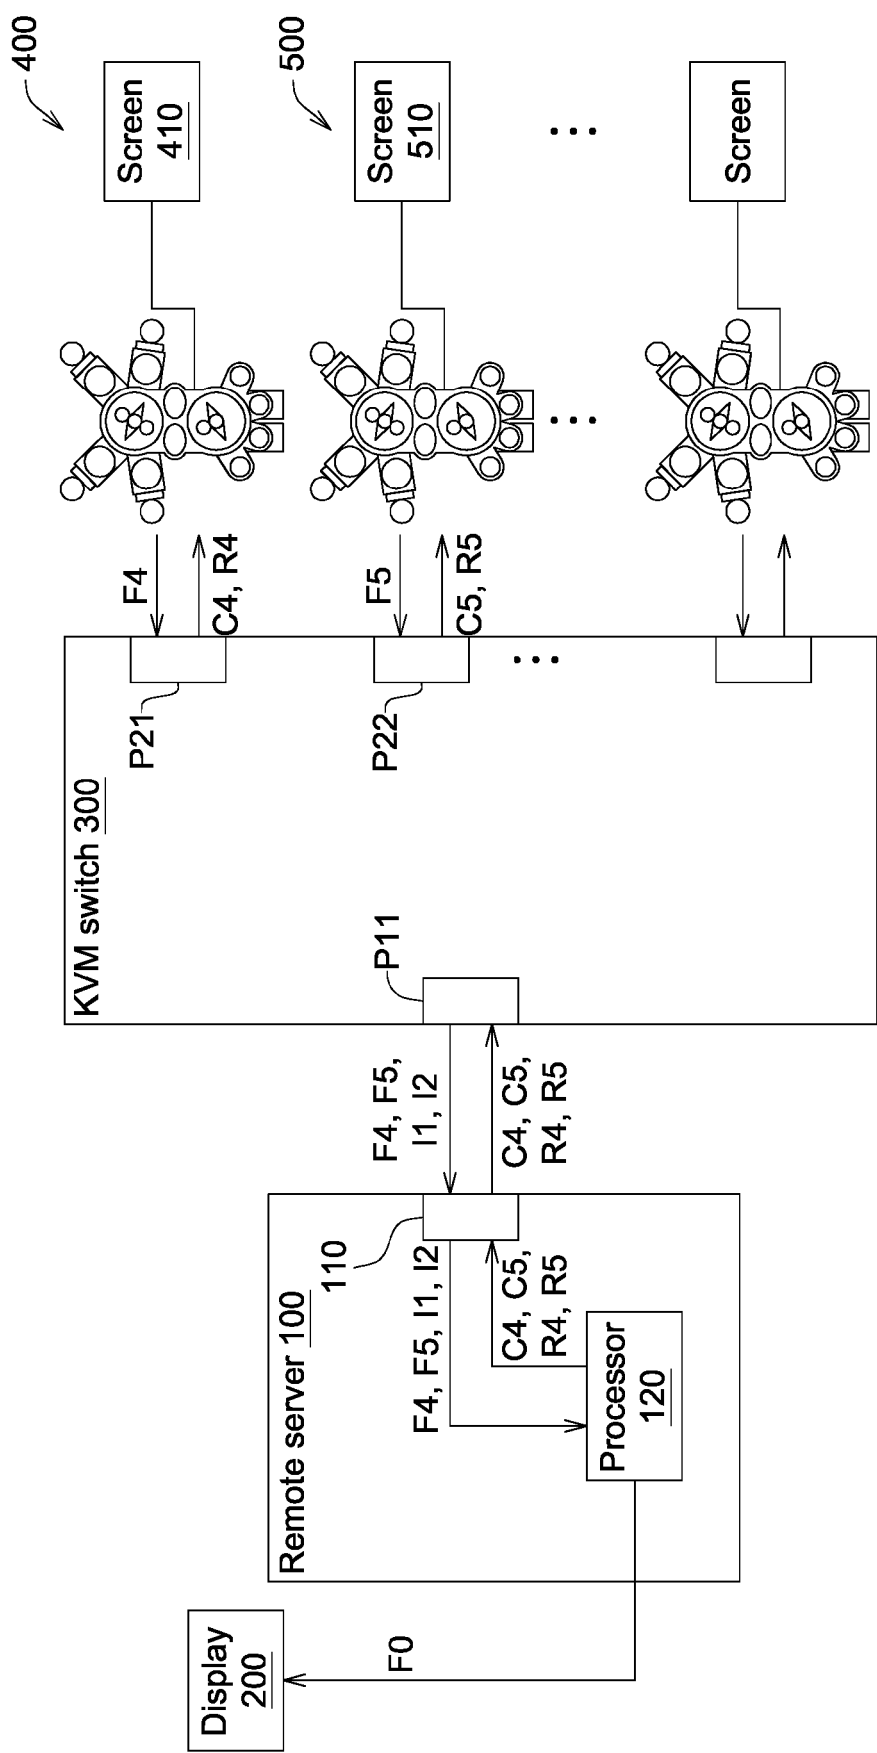 400
Screen
410
500
Screen
510
Screen
F4
C4, R4
F5
C5, R5
P21
P22
KVM switch 300
P11
F4, F5,
I1, I2
C4, C5,
R4, R5
Remote server 100
110
F4, F5, I1, I2
C4, C5,
R4, R5
Processor
120
Display
200
F0